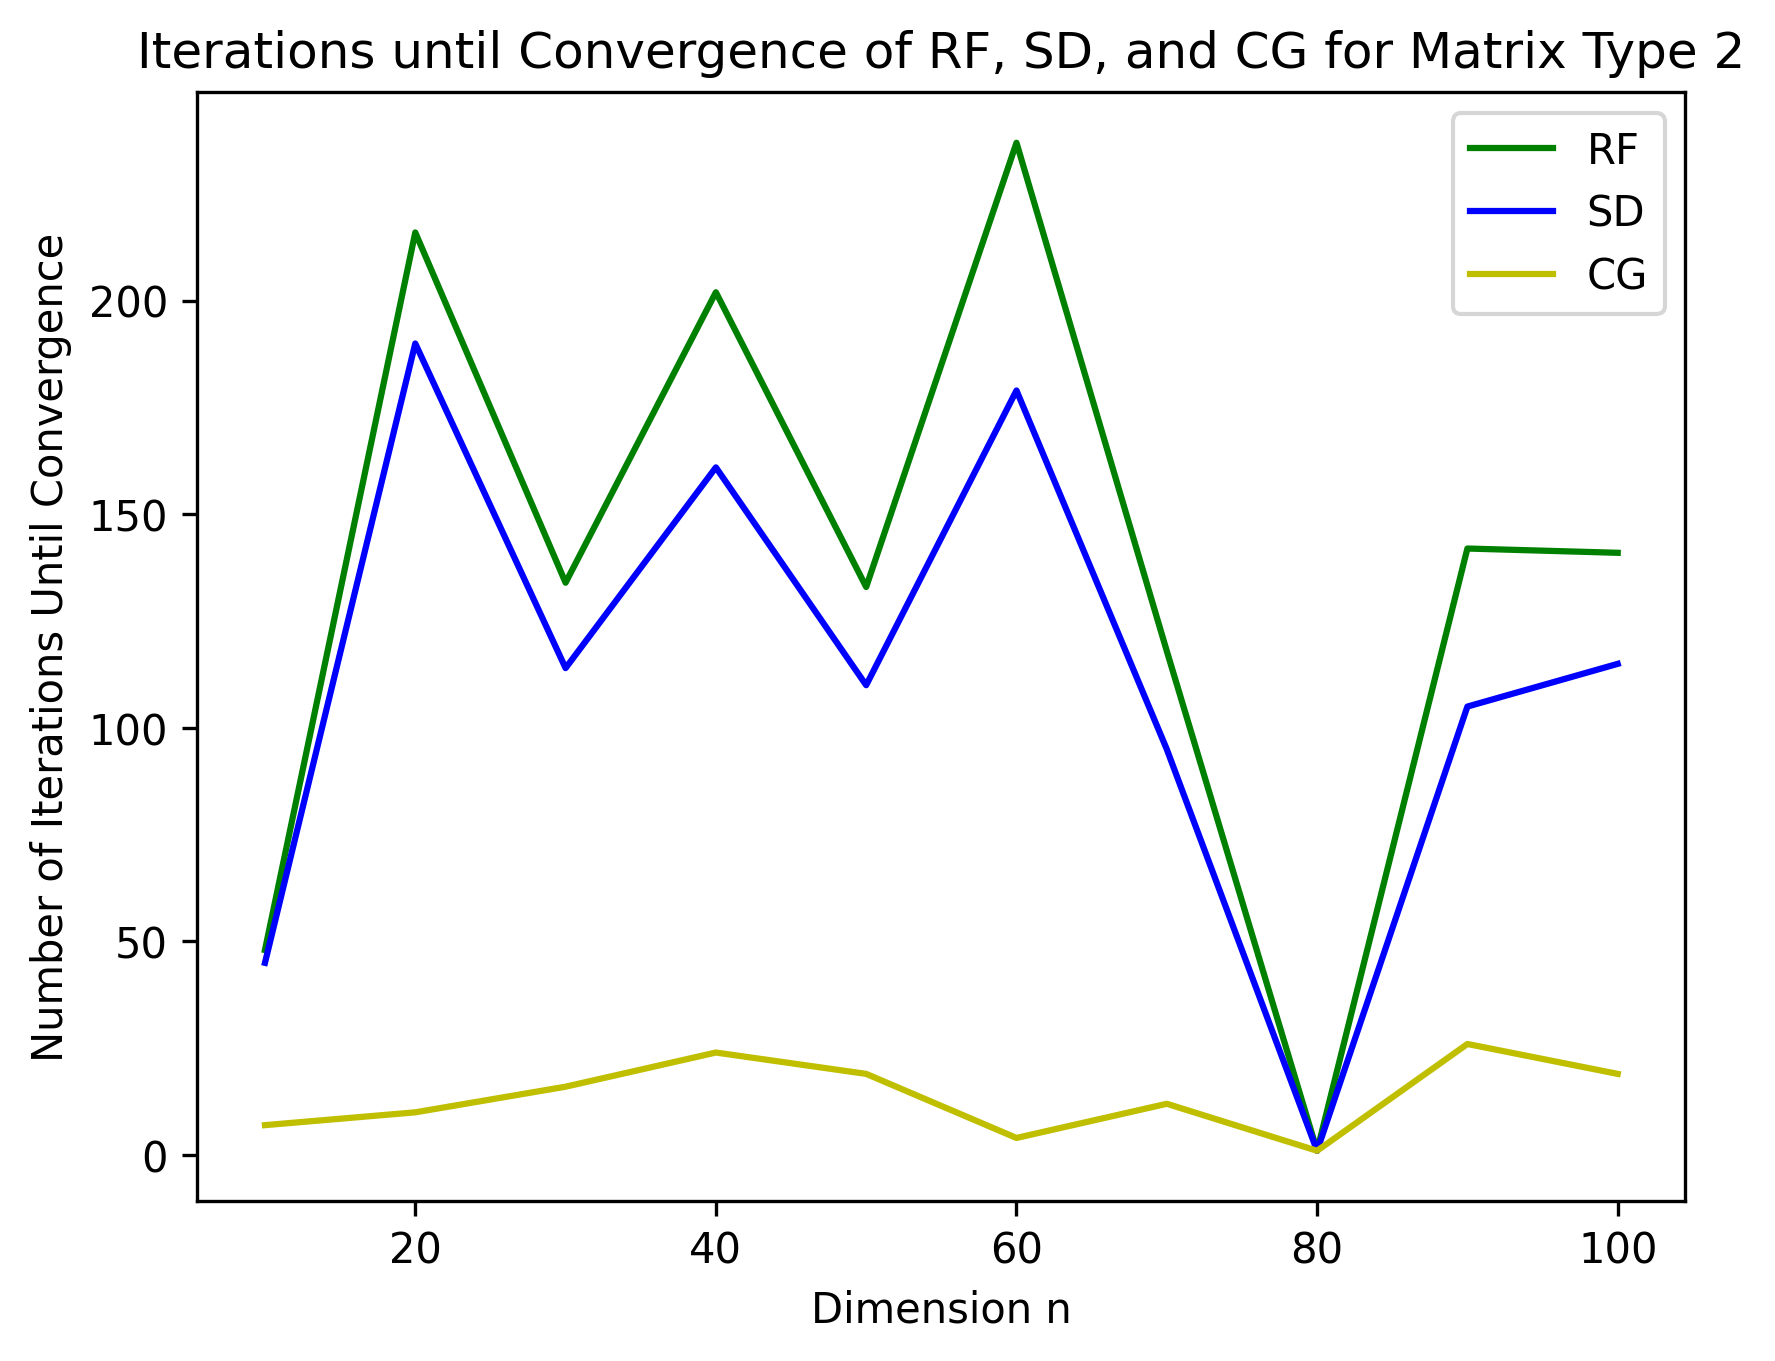 Iterations until Convergence of RF, SD, and CG for Matrix Type 2
RF
SD
CG
Number of Iterations Until Convergence
200
150
100
50
0
20
40
60
80
100
Dimension n